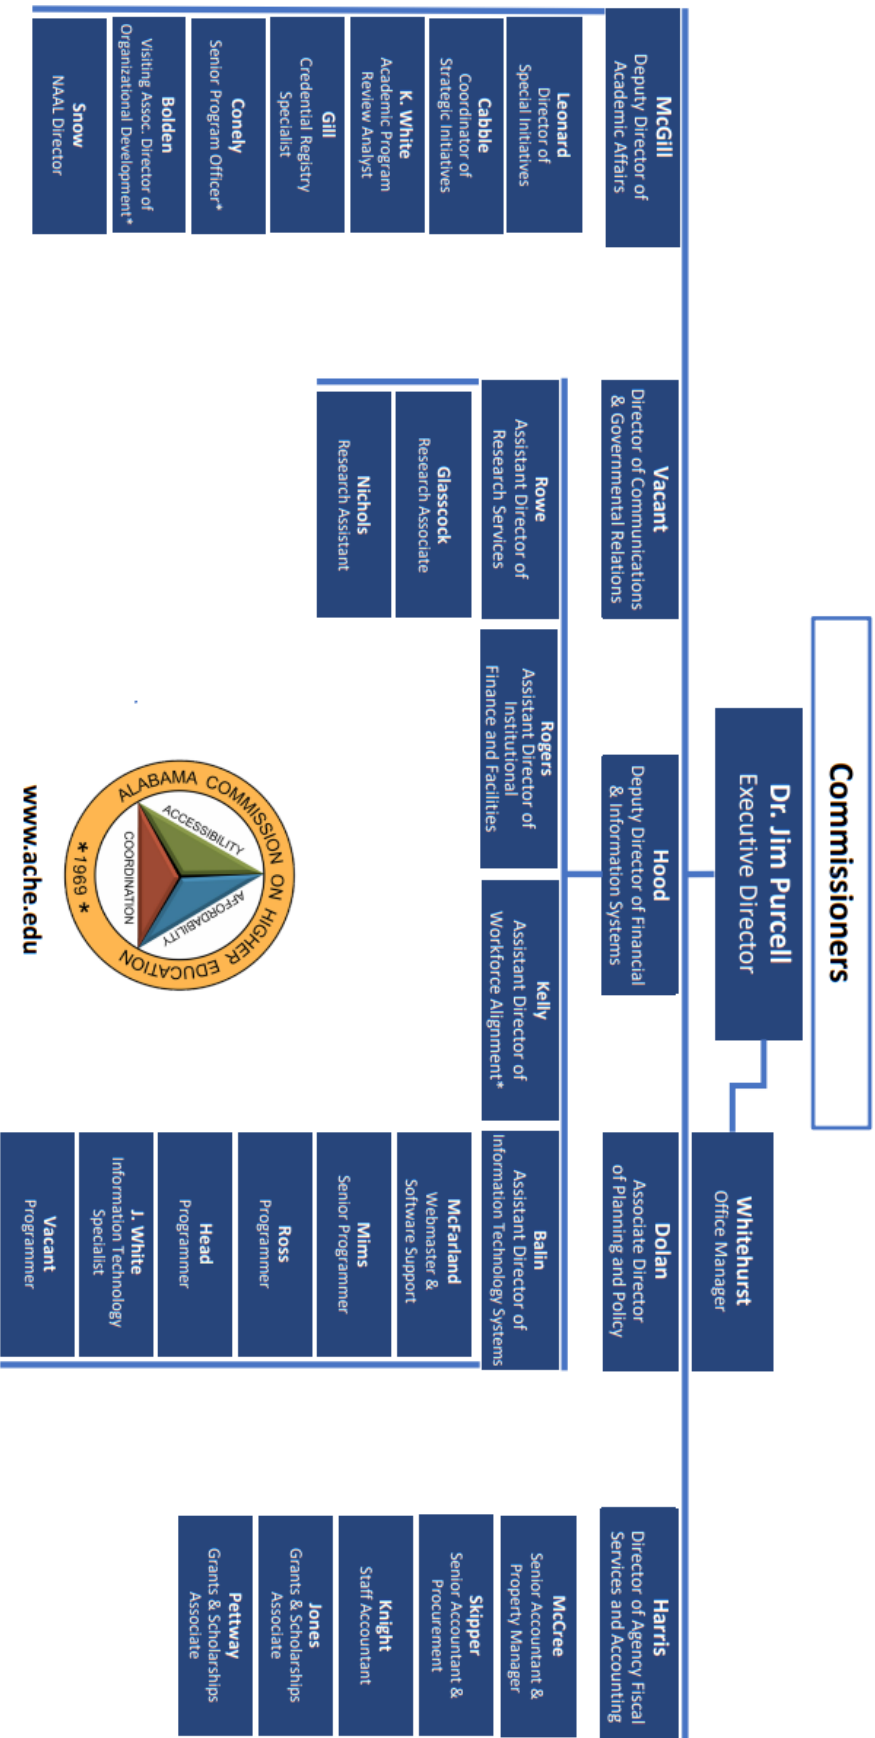 Commissioners
Dr. Jim Purcell
Executive Director
Whitehurst
Office Manager
McGill
Deputy Director of
Academic Affairs
Vacant
Director of Communications
& Governmental Relations
Hood
Deputy Director of Financial
& Information Systems
Dolan
Associate Director
of Planning and Policy
Harris
Director of Agency Fiscal
Services and Accounting
Leonard
Director of
Special Initiatives
Cabble
Coordinator of
Strategic Initiatives
K. White
Academic Program
Review Analyst
Gill
Credential Registry
Specialist
Conely
Senior Program Officer*
Bolden
Visiting Assoc. Director of
Organizational Development*
Snow
NAAL Director
Rowe
Assistant Director of
Research Services
Glasscock
Research Associate
Nichols
Research Assistant
Rogers
Assistant Director of
Institutional
Finance and Facilities
Kelly
Assistant Director of
Workforce Alignment*
Balin
Assistant Director of
Information Technology Systems
McFarland
Webmaster &
Software Support
Mims
Senior Programmer
Ross
Programmer
Head
Programmer
J. White
Information Technology
Specialist
Vacant
Programmer
McCree
Senior Accountant &
Property Manager
Skipper
Senior Accountant &
Procurement
Knight
Staff Accountant
Jones
Grants & Scholarships
Associate
Pettway
Grants & Scholarships
Associate
ALABAMA COMMISSION ON HIGHER EDUCATION
ACCESSIBILITY
AFFORDABILITY
COORDINATION
*1969*
www.ache.edu